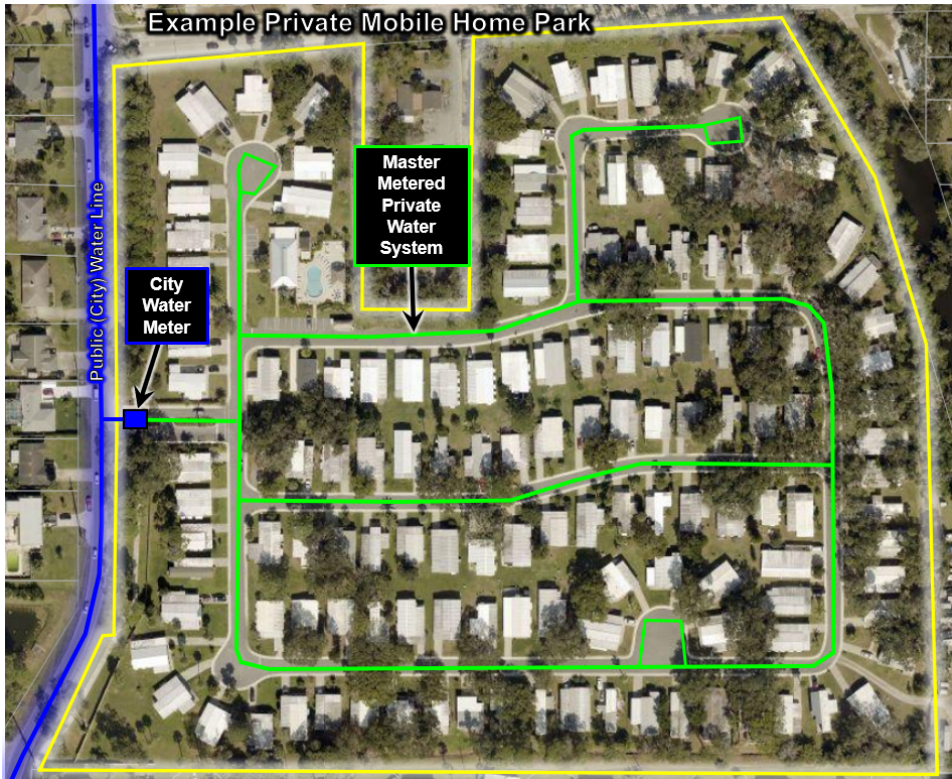 Example Private Mobile Home Park
Public (City) Water Line
City
Water
Meter
Master
Metered
Private
Water
System